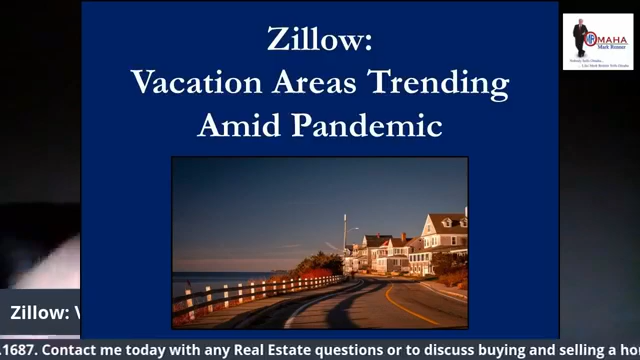 Zillow:
Vacation Areas Trending
Amid Pandemic
OMAHA
Mark Reisner
Zillow: V
.1687. Contact me today with any Real Estate questions or to discuss buying and selling a ho